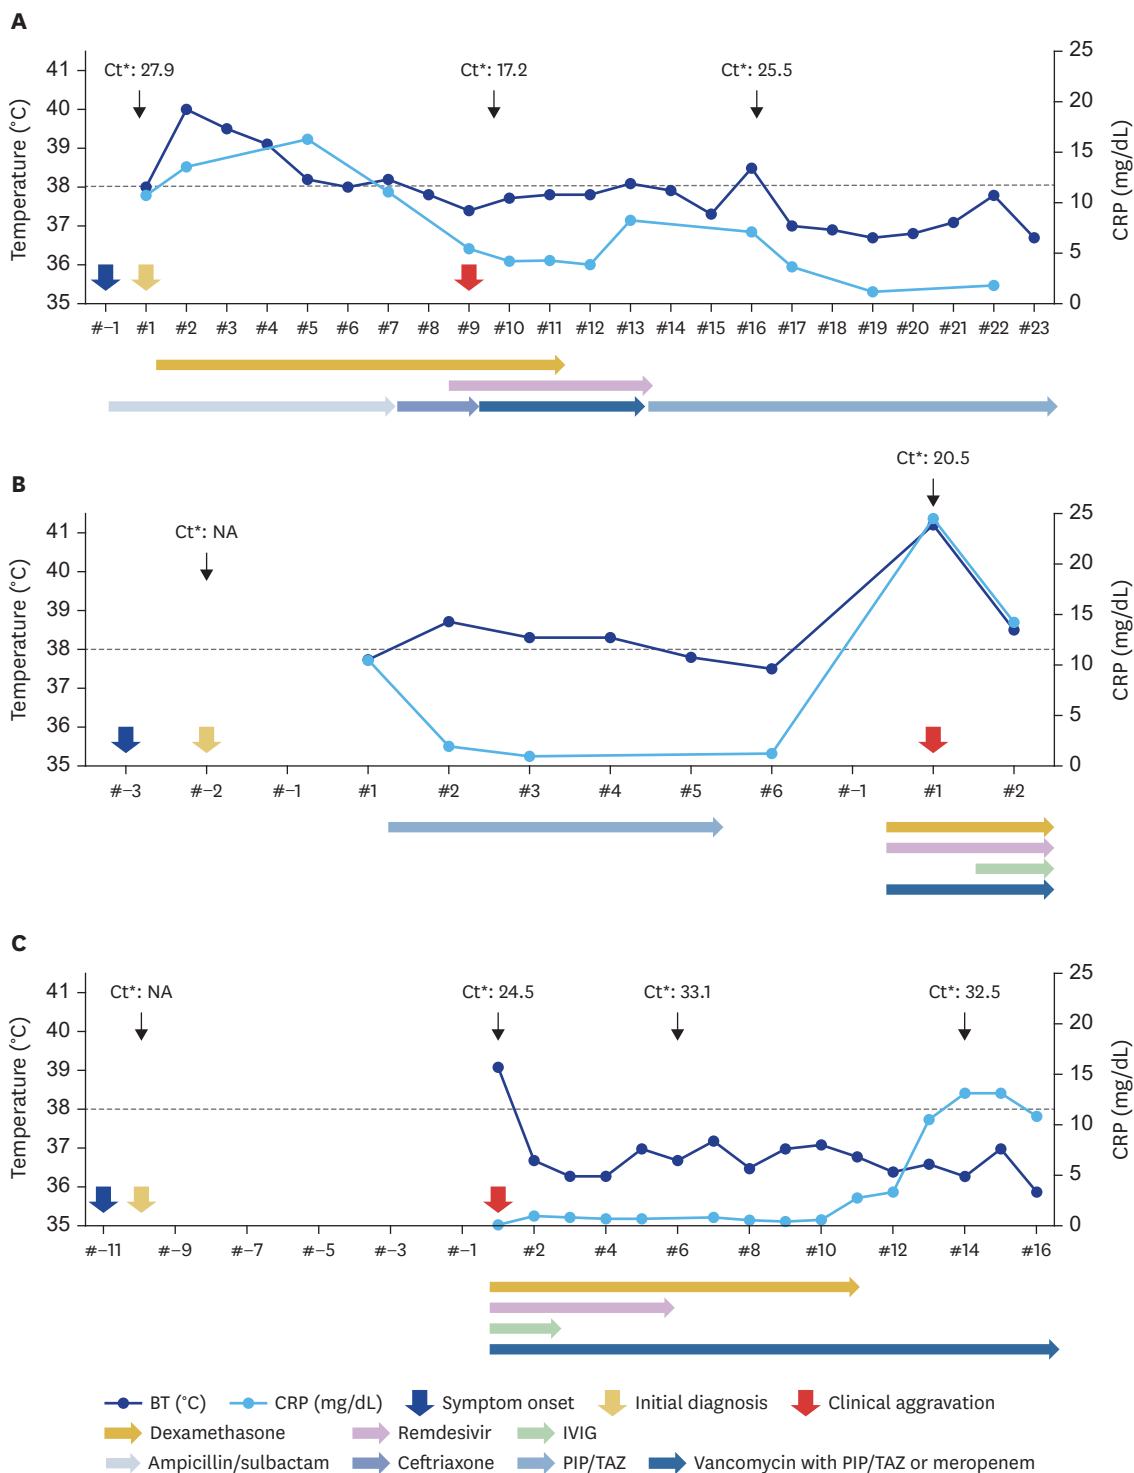 A
Ct*: 27.9 Ct*: 17.2 Ct*: 25.5
Temperature (°C)
41
40
39
38
37
36
35
CRP (mg/dL)
25
20
15
10
5
0
#−1 #1 #2 #3 #4 #5 #6 #7 #8 #9 #10 #11 #12 #13 #14 #15 #16 #17 #18 #19 #20 #21 #22 #23
B
Ct*: NA Ct*: 20.5
Temperature (°C)
41
40
39
38
37
36
35
CRP (mg/dL)
25
20
15
10
5
0
#−3 #−2 #−1 #1 #2 #3 #4 #5 #6 #−1 #1 #2
C
Ct*: NA Ct*: 24.5 Ct*: 33.1 Ct*: 32.5
Temperature (°C)
41
40
39
38
37
36
35
CRP (mg/dL)
25
20
15
10
5
0
#−11 #−9 #−7 #−5 #−3 #−1 #2 #4 #6 #8 #10 #12 #14 #16
BT (°C) CRP (mg/dL) Symptom onset Initial diagnosis Clinical aggravation
Dexamethasone Remdesivir IVIG
Ampicillin/sulbactam Ceftriaxone PIP/TAZ Vancomycin with PIP/TAZ or meropenem